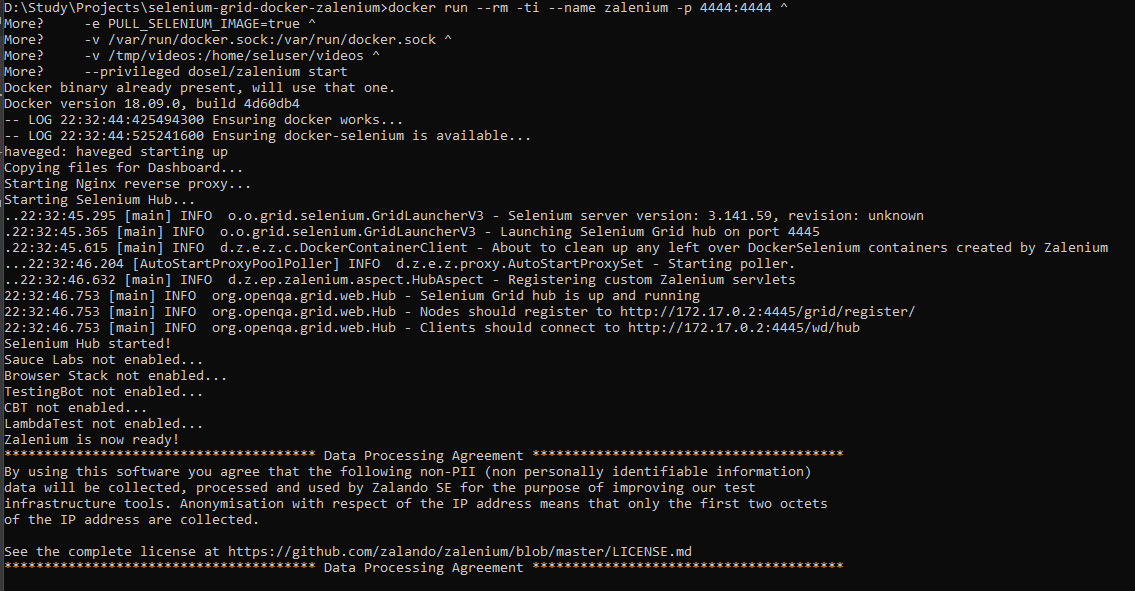 D:\Study\Projects\selenium-grid-docker-zalenium>docker run --rm -ti --name zalenium -p 4444:4444 ^
More?     -e PULL_SELENIUM_IMAGE=true ^
More?     -v /var/run/docker.sock:/var/run/docker.sock ^
More?     -v /tmp/videos:/home/seluser/videos ^
More?     --privileged dosel/zalenium start
Docker binary already present, will use that one.
Docker version 18.09.0, build 4d60db4
-- LOG 22:32:44:425494300 Ensuring docker works...
-- LOG 22:32:44:525241600 Ensuring docker-selenium is available...
haveged: haveged starting up
Copying files for Dashboard...
Starting Nginx reverse proxy...
Starting Selenium Hub...
..22:32:45.295 [main] INFO  o.o.grid.selenium.GridLauncherV3 - Selenium server version: 3.141.59, revision: unknown
.22:32:45.365 [main] INFO  o.o.grid.selenium.GridLauncherV3 - Launching Selenium Grid hub on port 4445
.22:32:45.615 [main] INFO  d.z.e.z.c.DockerContainerClient - About to clean up any left over DockerSelenium containers created by Zalenium
...22:32:46.204 [AutoStartProxyPoolPoller] INFO  d.z.e.z.proxy.AutoStartProxySet - Starting poller.
..22:32:46.632 [main] INFO  d.z.ep.zalenium.aspect.HubAspect - Registering custom Zalenium servlets
22:32:46.753 [main] INFO  org.openqa.grid.web.Hub - Selenium Grid hub is up and running
22:32:46.753 [main] INFO  org.openqa.grid.web.Hub - Nodes should register to http://172.17.0.2:4445/grid/register/
22:32:46.753 [main] INFO  org.openqa.grid.web.Hub - Clients should connect to http://172.17.0.2:4445/wd/hub
Selenium Hub started!
Sauce Labs not enabled...
Browser Stack not enabled...
TestingBot not enabled...
CBT not enabled...
LambdaTest not enabled...
Zalenium is now ready!
*************************************** Data Processing Agreement ***************************************
By using this software you agree that the following non-PII (non personally identifiable information)
data will be collected, processed and used by Zalando SE for the purpose of improving our test
infrastructure tools. Anonymisation with respect of the IP address means that only the first two octets
of the IP address are collected.

See the complete license at https://github.com/zalando/zalenium/blob/master/LICENSE.md
*************************************** Data Processing Agreement ***************************************